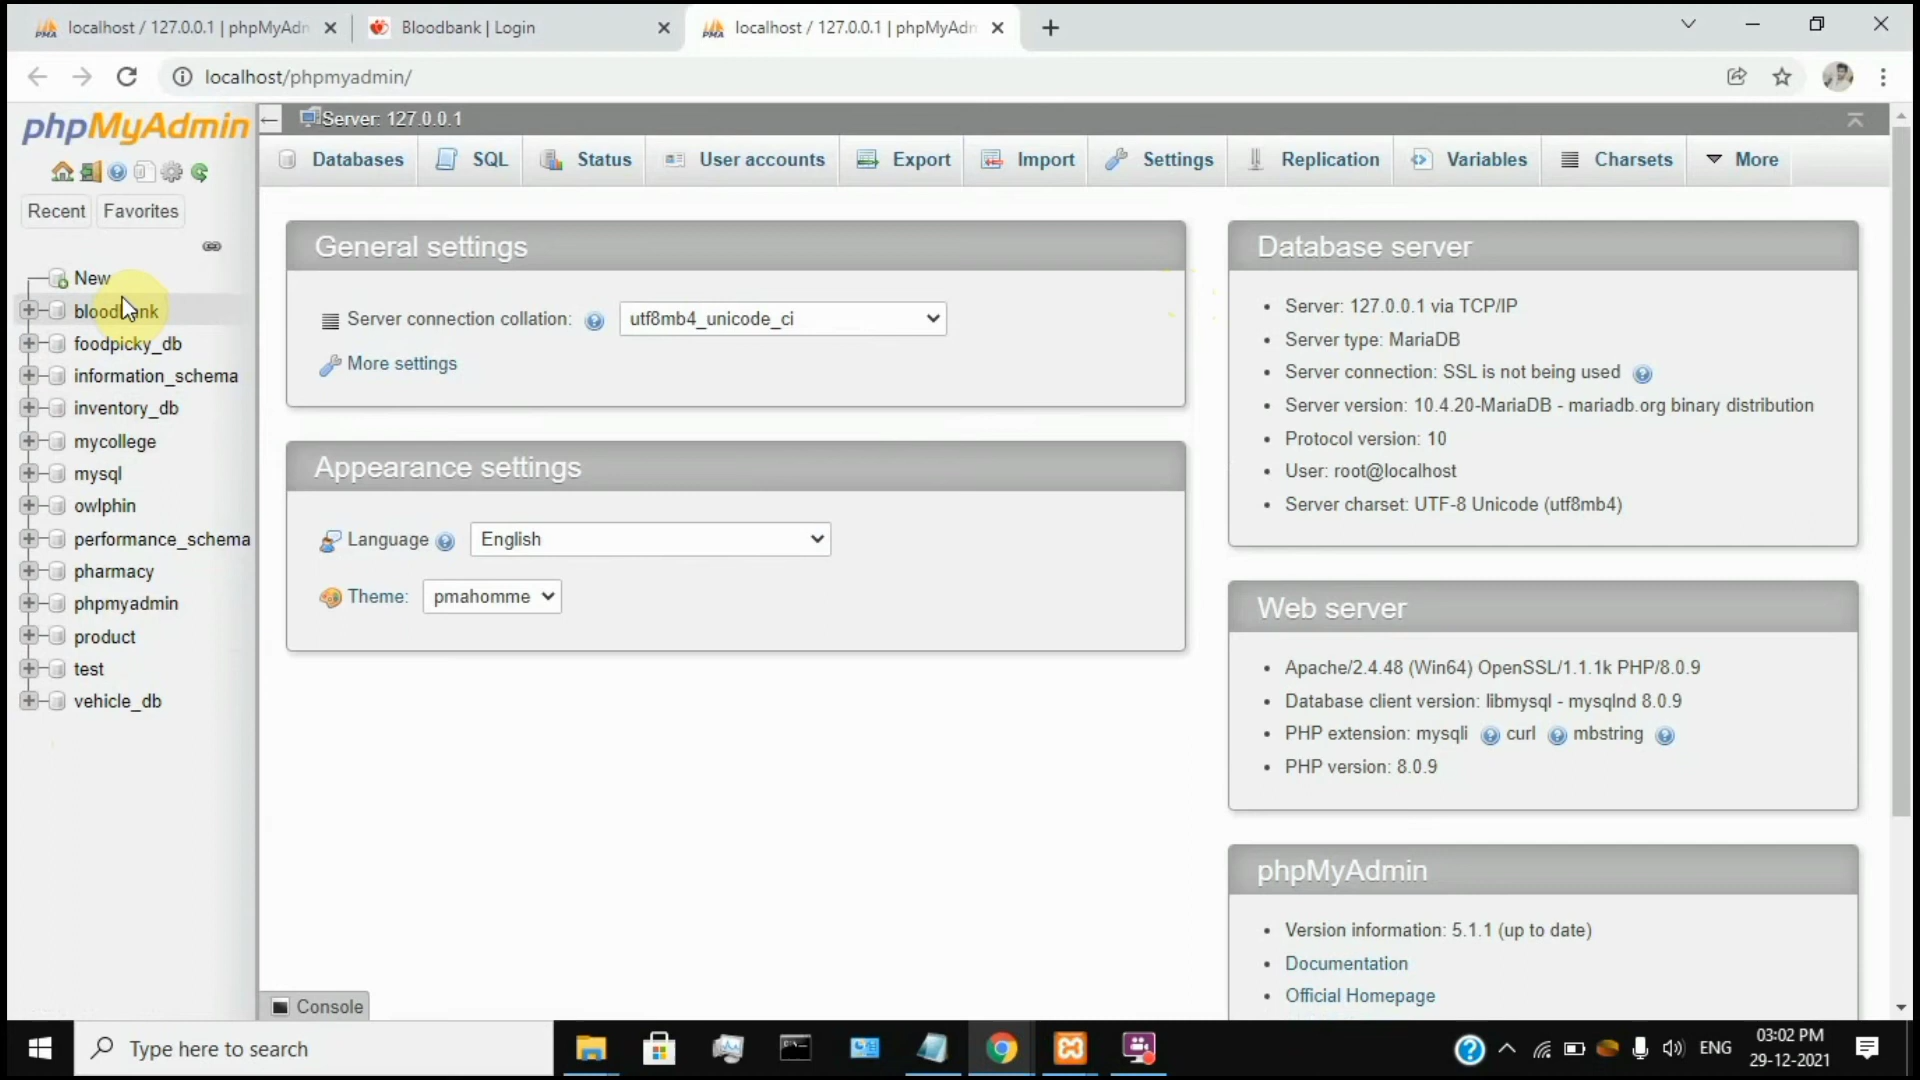 localhost / 127.0.0.1 | phpMyAdn
Bloodbank | Login
localhost / 127.0.0.1 | phpMyAdn
localhost/phpmyadmin/
phpMyAdmin
Recent Favorites
New
bloodbank
foodpicky_db
information_schema
inventory_db
mycollege
mysql
owlphin
performance_schema
pharmacy
phpmyadmin
product
test
vehicle_db
Server: 127.0.0.1
Databases SQL Status User accounts Export Import Settings Replication Variables Charsets More
General settings
Server connection collation: utf8mb4_unicode_ci
More settings
Appearance settings
Language English
Theme: pmahomme
Database server
Server: 127.0.0.1 via TCP/IP
Server type: MariaDB
Server connection: SSL is not being used
Server version: 10.4.20-MariaDB - mariadb.org binary distribution
Protocol version: 10
User: root@localhost
Server charset: UTF-8 Unicode (utf8mb4)
Web server
Apache/2.4.48 (Win64) OpenSSL/1.1.1k PHP/8.0.9
Database client version: libmysql - mysqlnd 8.0.9
PHP extension: mysqli curl mbstring
PHP version: 8.0.9
phpMyAdmin
Version information: 5.1.1 (up to date)
Documentation
Official Homepage
Console
Type here to search
ENG
03:02 PM
29-12-2021